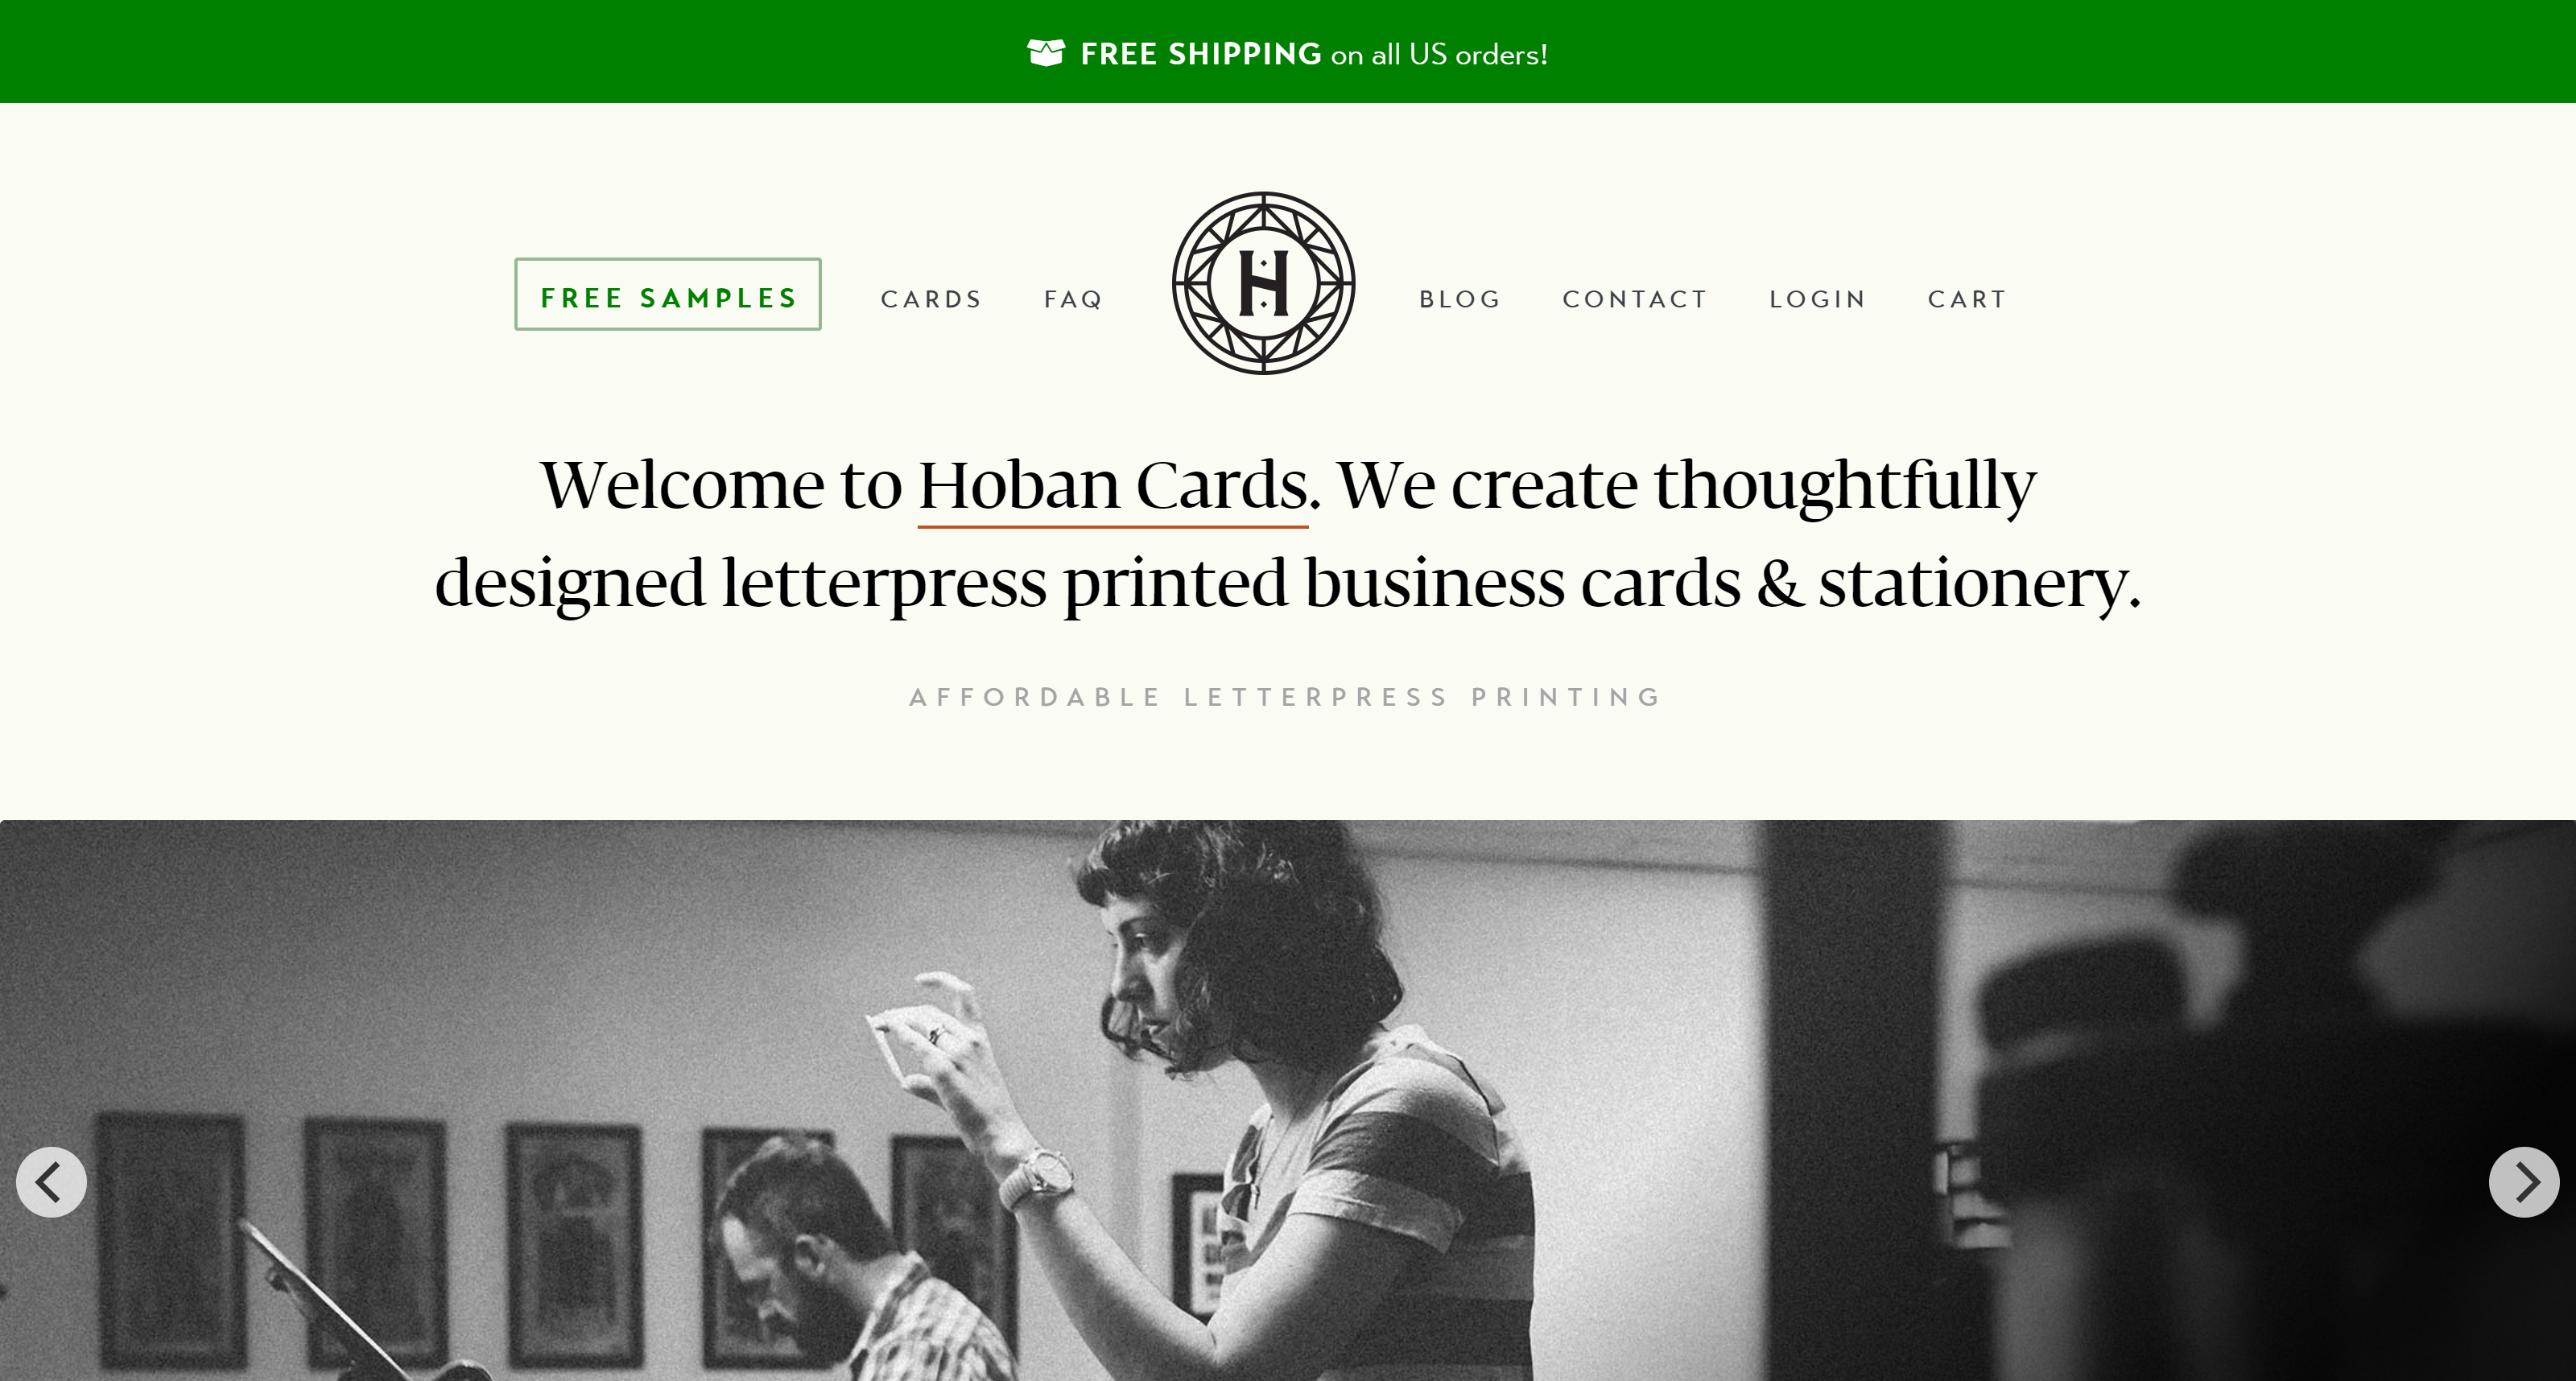 FREE SHIPPING on all US orders!
FREE SAMPLES
CARDS
FAQ
H
BLOG
CONTACT
LOGIN
CART
Welcome to Hoban Cards. We create thoughtfully
designed letterpress printed business cards & stationery.
AFFORDABLE LETTERPRESS PRINTING